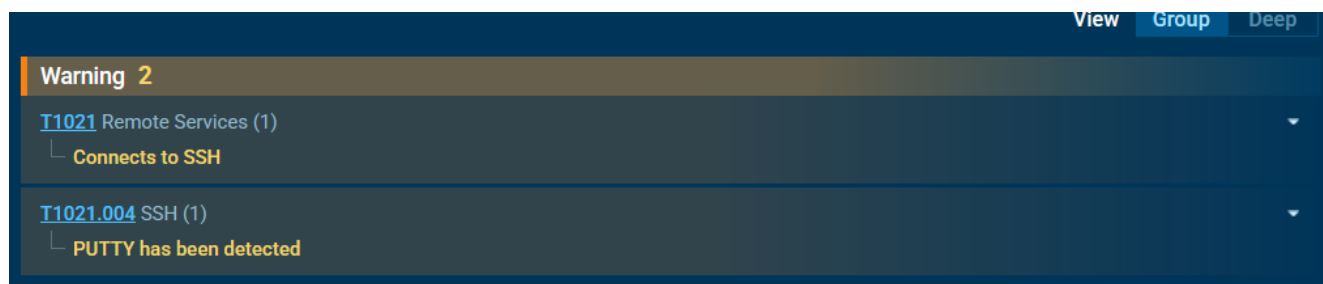 View Group Deep
Warning 2
T1021 Remote Services (1)
Connects to SSH
T1021.004 SSH (1)
PUTTY has been detected